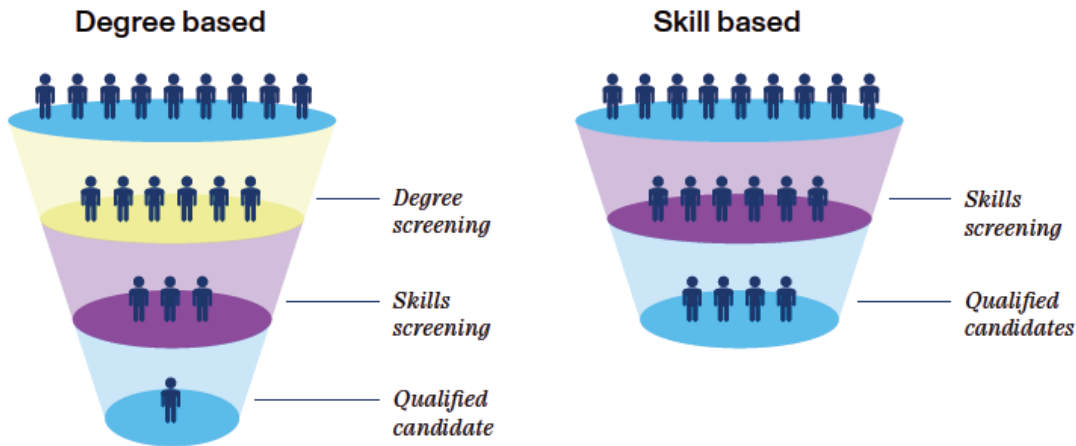 Degree based
Degree
screening
Skills
screening
Qualified
candidate
Skill based
Skills
screening
Qualified
candidates